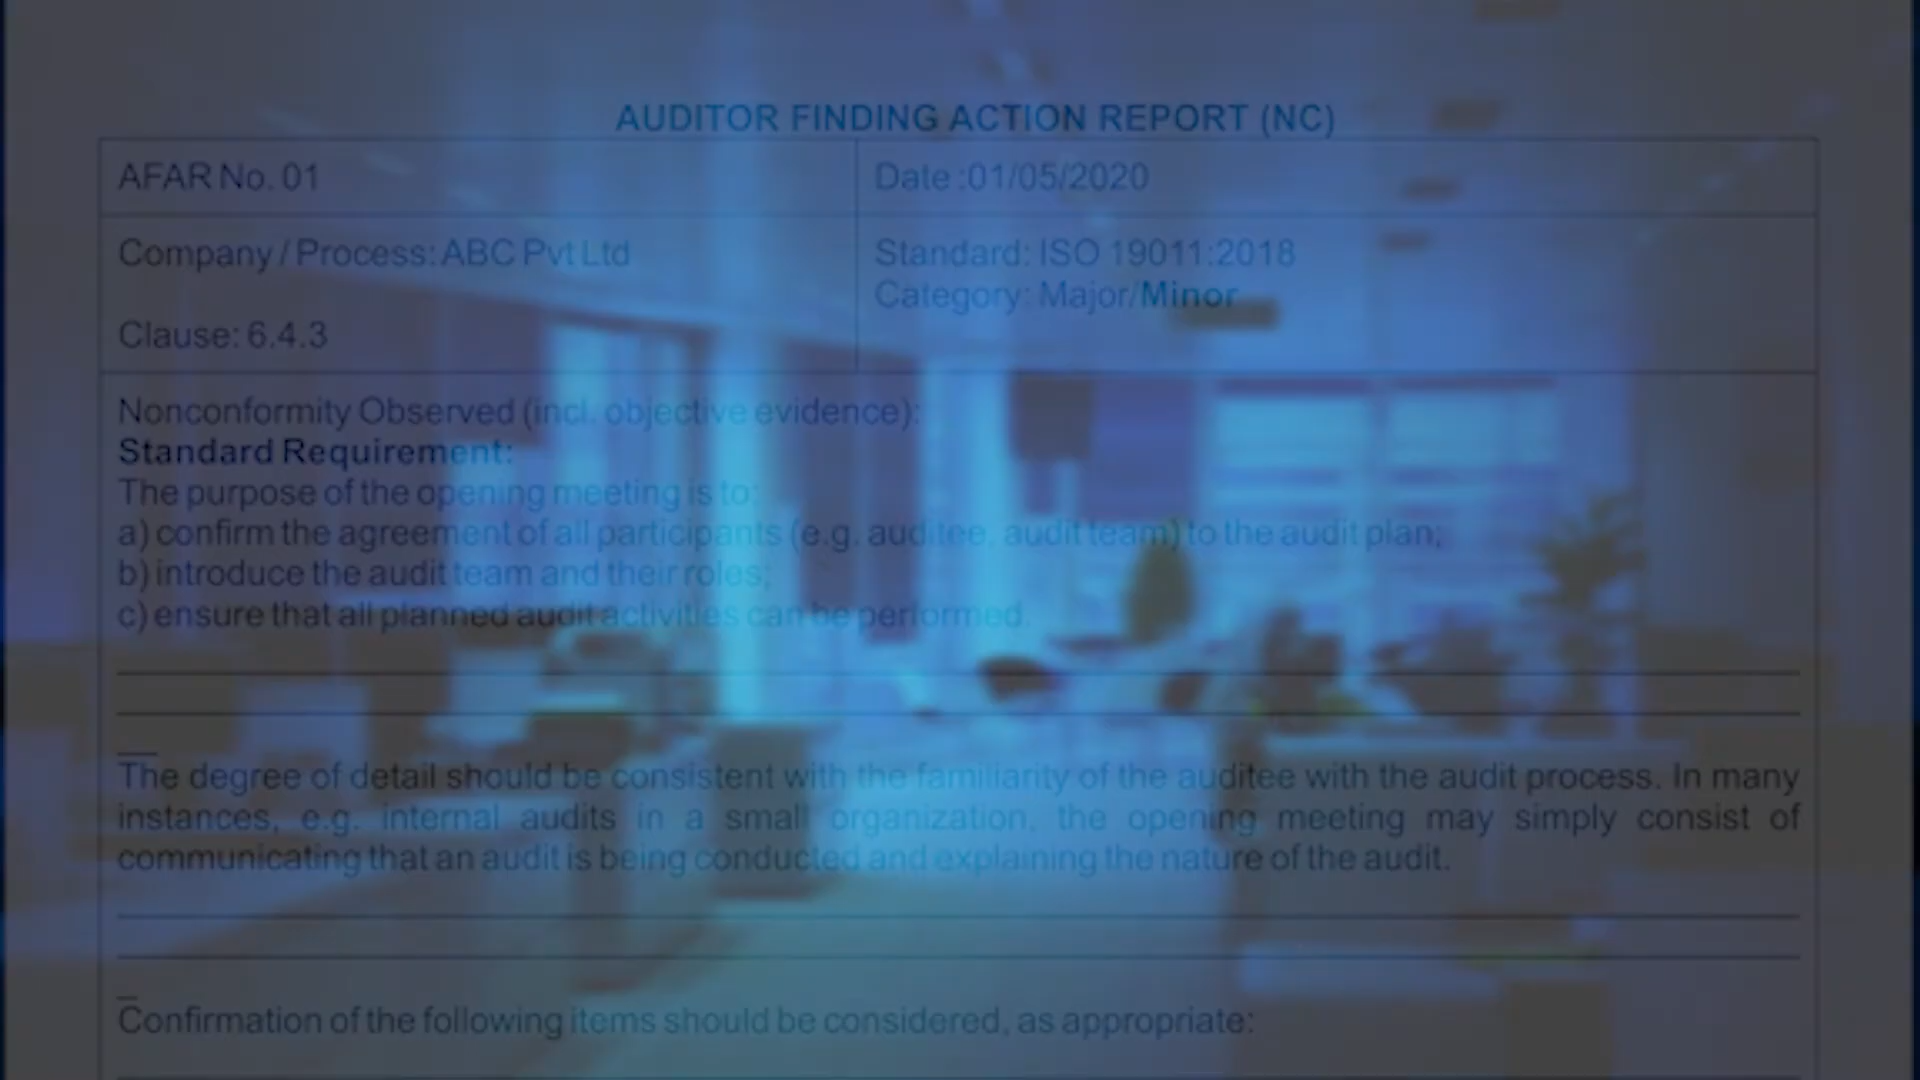 AUDITOR FINDING ACTION REPORT (NC)
AFAR No. 01
Date :01/05/2020
Company / Process: ABC Pvt Ltd
Standard: ISO 19011:2018
Category: Major/Minor
Clause: 6.4.3
Nonconformity Observed (incl. objective evidence):
Standard Requirement:
The purpose of the opening meeting is to:
a) confirm the agreement of all participants (e.g. auditee, audit team) to the audit plan;
b) introduce the audit team and their roles;
c) ensure that all planned audit activities can be performed.
The degree of detail should be consistent with the familiarity of the auditee with the audit process. In many
instances, e.g. internal audits in a small organization, the opening meeting may simply consist of
communicating that an audit is being conducted and explaining the nature of the audit.
Confirmation of the following items should be considered, as appropriate: